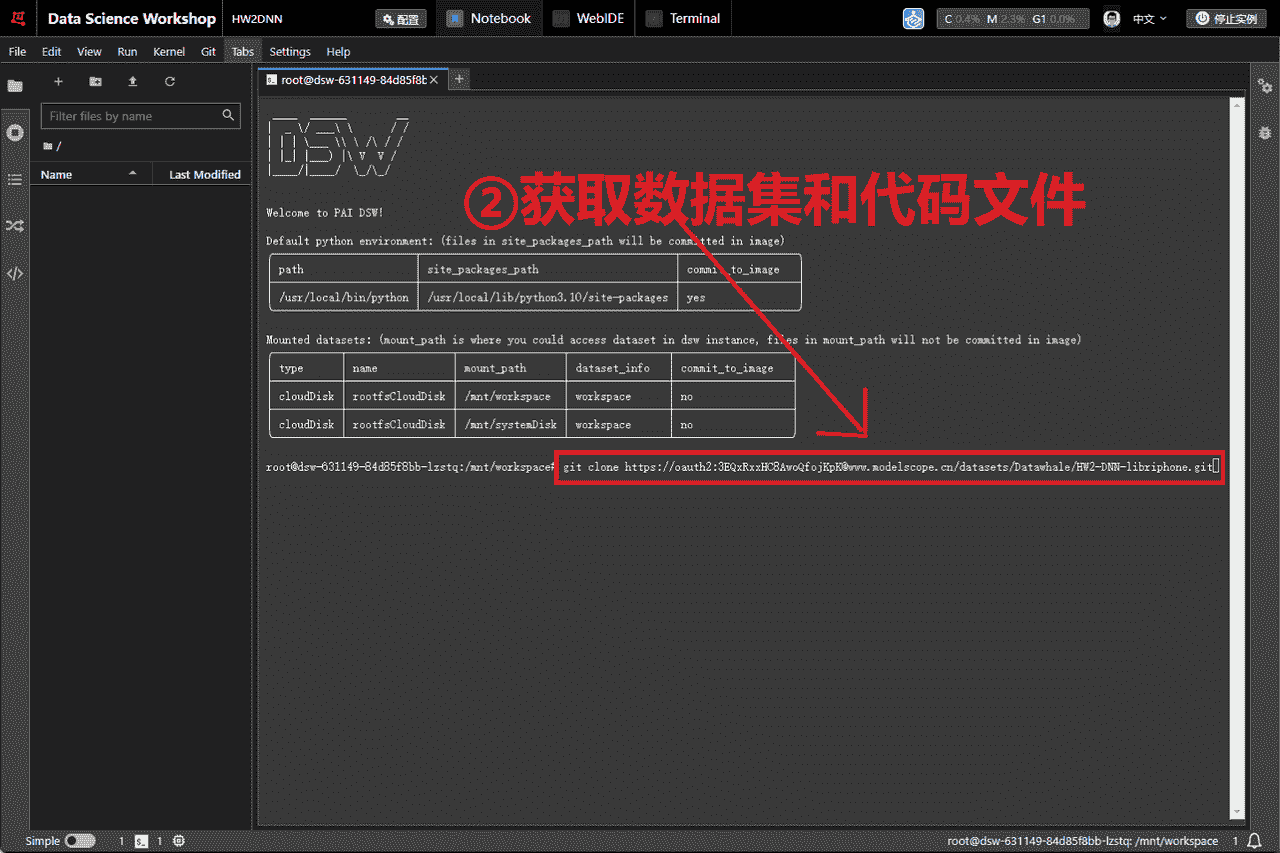 Data Science Workshop HW2DNN 配置 Notebook WebIDE Terminal C 0.4% M 2.3% G1 0.0% 中文 停止实例
File Edit View Run Kernel Git Tabs Settings Help
root@dsw-631149-84d85f8b
Filter files by name
/
Name Last Modified
DSW
②获取数据集和代码文件
Welcome to PAI DSW!
Default python environment: (files in site_packages_path will be committed in image)
path site_packages_path commit_to_image
/usr/local/bin/python /usr/local/lib/python3.10/site-packages yes
Mounted datasets: (mount_path is where you could access dataset in dsw instance, files in mount_path will not be committed in image)
type name mount_path dataset_info commit_to_image
cloudDisk rootfsCloudDisk /mnt/workspace workspace no
cloudDisk rootfsCloudDisk /mnt/systemDisk workspace no
root@dsw-631149-84d85f8bb-lzstq:/mnt/workspace# git clone https://oauth2:3EQxRxxHC8AwoQfojKpK@www.modelscope.cn/datasets/Datawhale/HW2-DNN-libriphone.git
Simple 1 1 root@dsw-631149-84d85f8bb-lzstq: /mnt/workspace 1